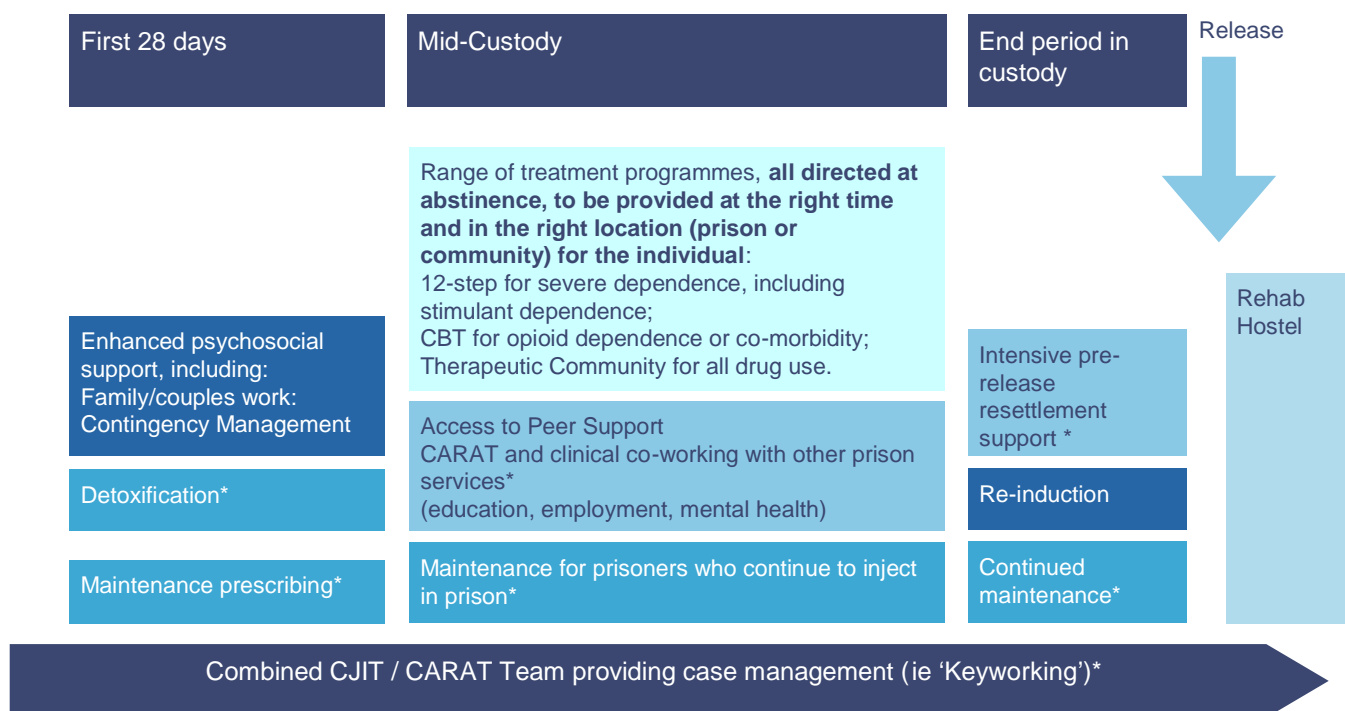 First 28 days
Mid-Custody
End period in
custody
Release
Range of treatment programmes, all directed at
abstinence, to be provided at the right time
and in the right location (prison or
community) for the individual:
12-step for severe dependence, including
stimulant dependence;
CBT for opioid dependence or co-morbidity;
Therapeutic Community for all drug use.
Rehab
Hostel
Enhanced psychosocial
support, including:
Family/couples work:
Contingency Management
Intensive pre-
release
resettlement
support *
Access to Peer Support
CARAT and clinical co-working with other prison
services*
(education, employment, mental health)
Detoxification*
Re-induction
Maintenance prescribing*
Maintenance for prisoners who continue to inject
in prison*
Continued
maintenance*
Combined CJIT / CARAT Team providing case management (ie ‘Keyworking’)*